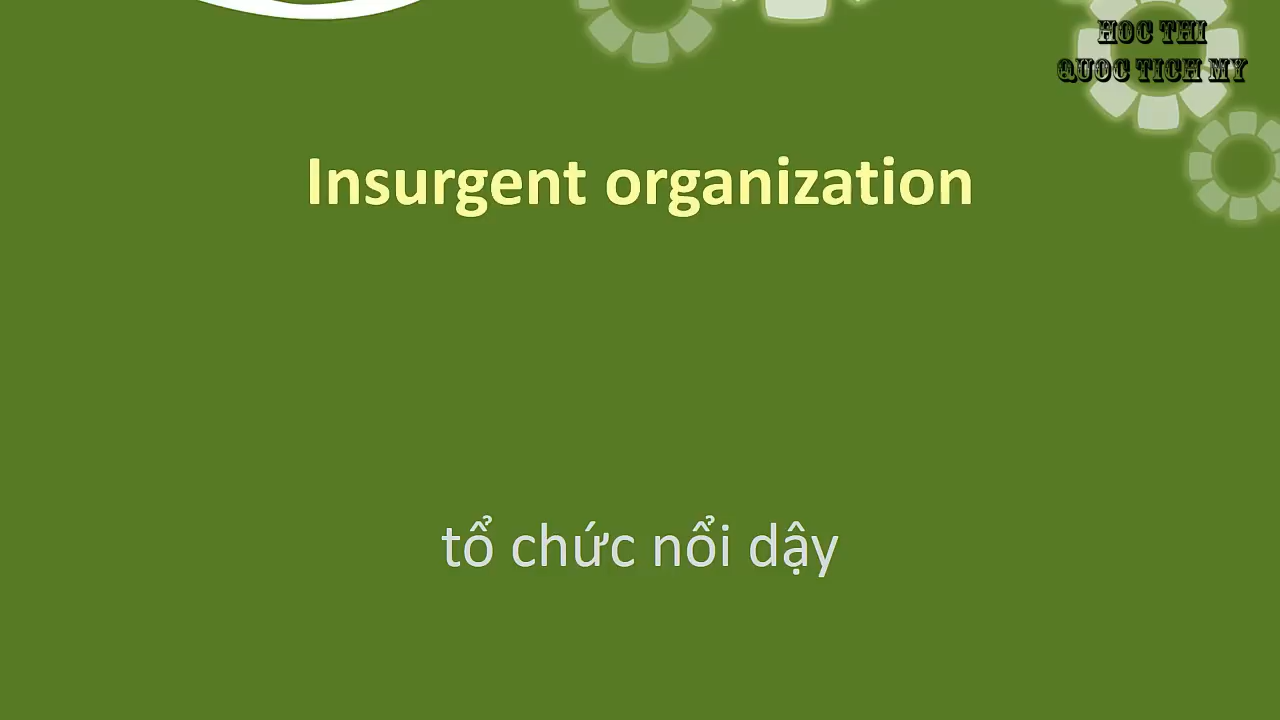 HOC THI
QUOC TICH MY
Insurgent organization
tổ chức nổi dậy